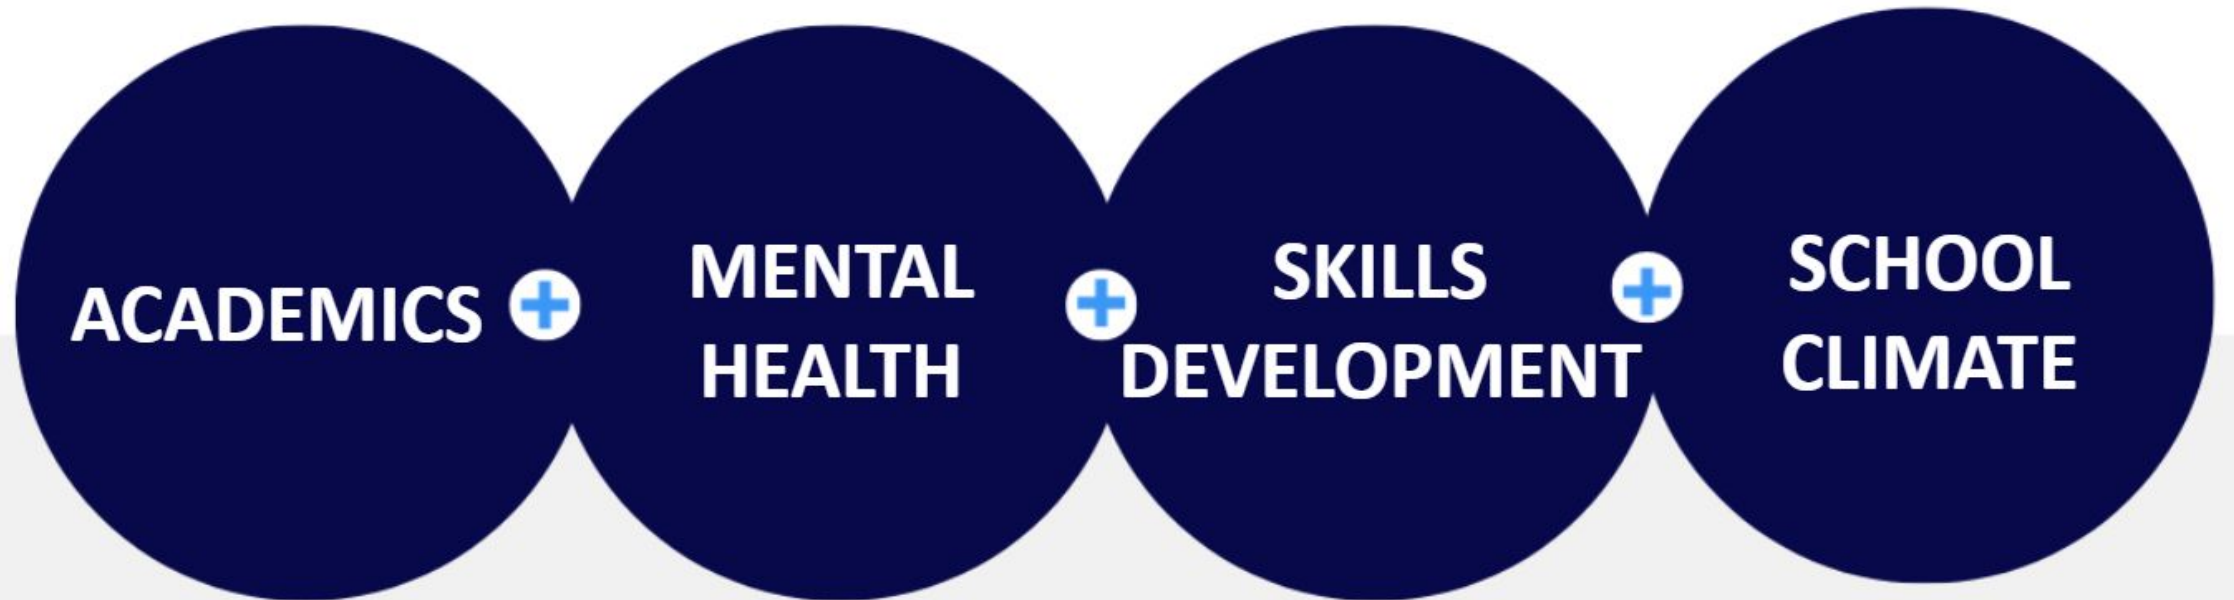 ACADEMICS
MENTAL
HEALTH
SKILLS
DEVELOPMENT
SCHOOL
CLIMATE